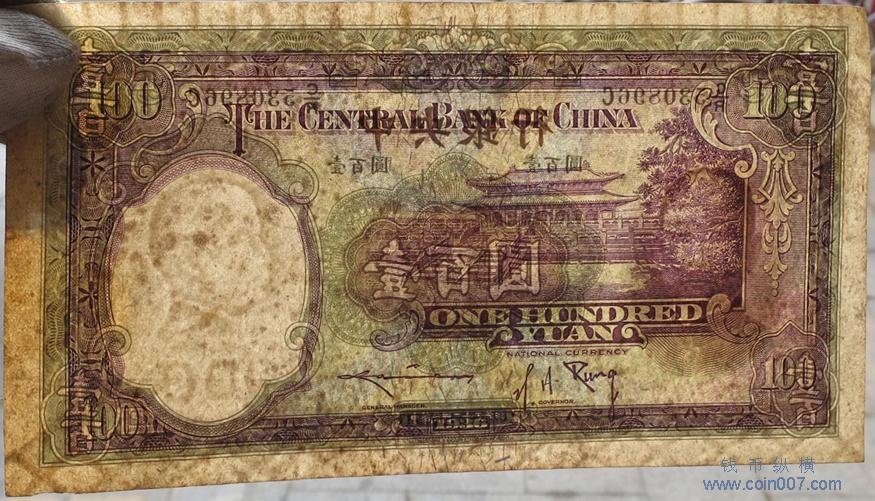 100 100
THE CENTRAL BANK OF CHINA
中央銀行
壹百圓 壹百圓
壹百圓
ONE HUNDRED
YUAN
NATIONAL CURRENCY
GENERAL MANAGER. GOVERNOR.
100 100
钱币纵横
www.coin007.com